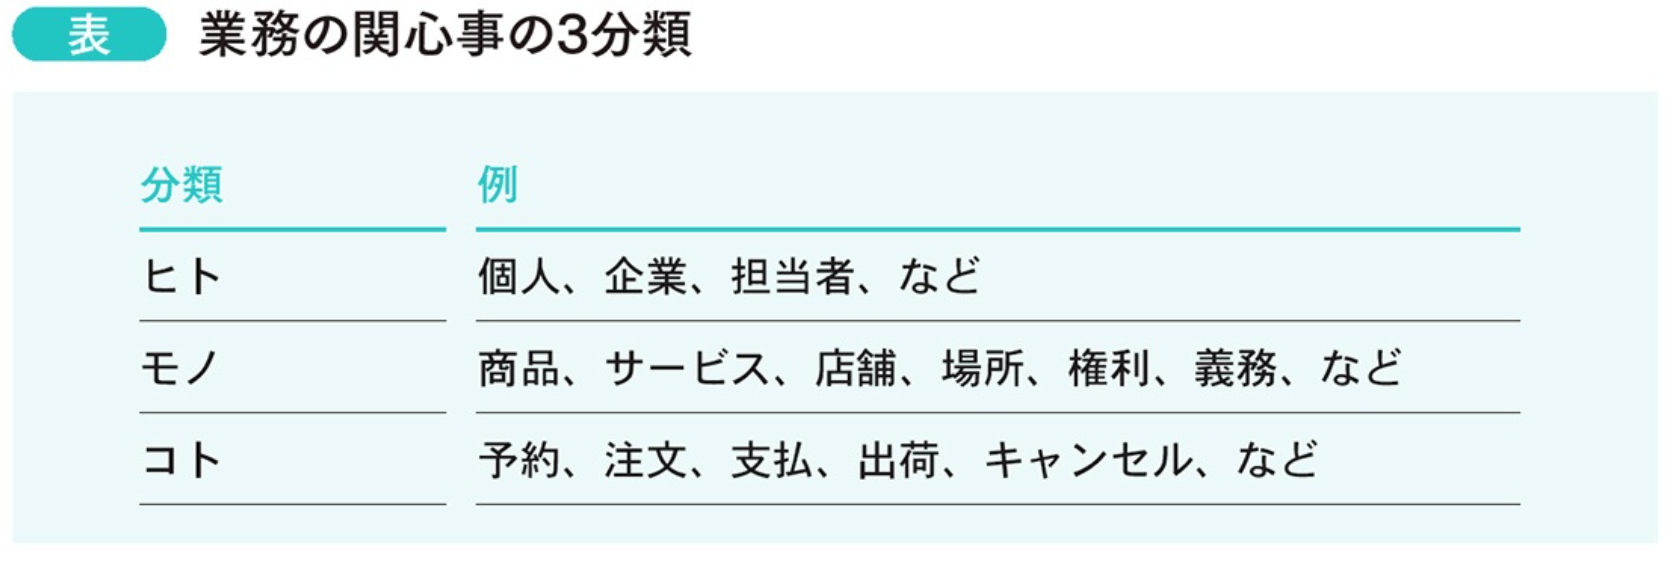 表 業務の関心事の3分類
分類 例
ヒト 個人、企業、担当者、など
モノ 商品、サービス、店舗、場所、権利、義務、など
コト 予約、注文、支払、出荷、キャンセル、など